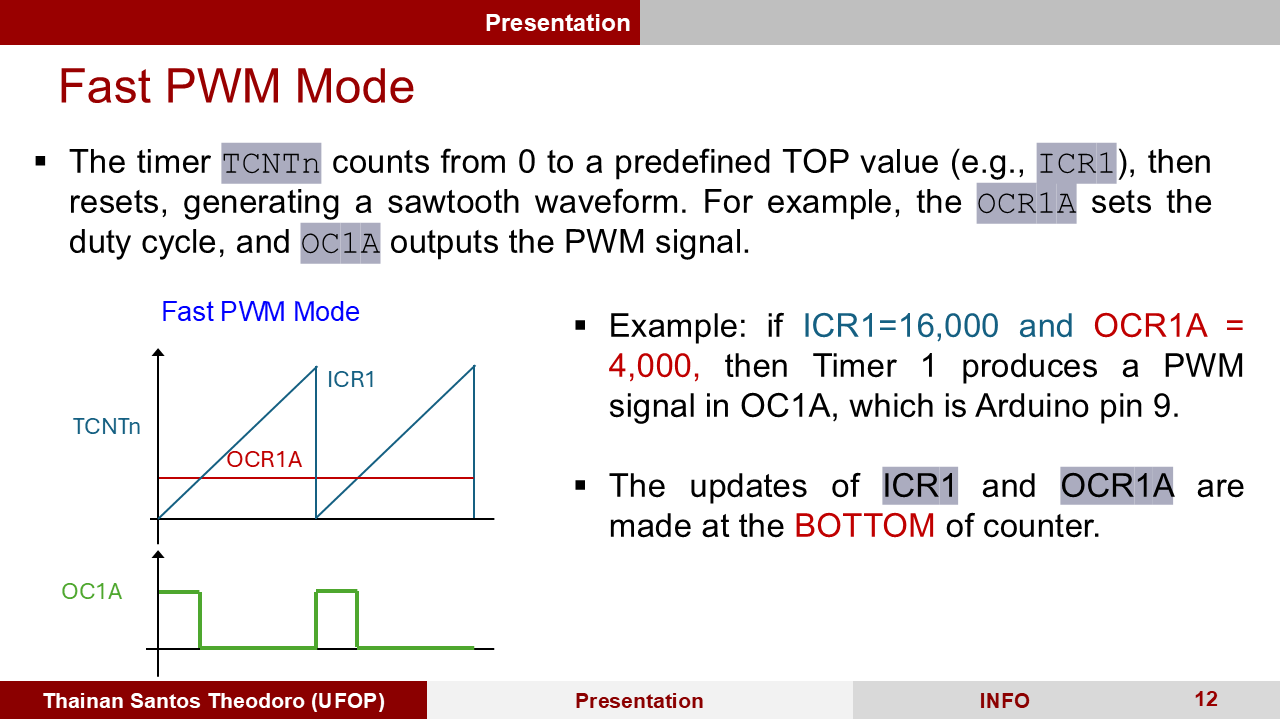 Presentation
Fast PWM Mode
▪ The timer TCNTn counts from 0 to a predefined TOP value (e.g., ICR1), then
resets, generating a sawtooth waveform. For example, the OCR1A sets the
duty cycle, and OC1A outputs the PWM signal.
Fast PWM Mode
ICR1
TCNTn
OCR1A
OC1A
▪ Example: if ICR1=16,000 and OCR1A =
4,000, then Timer 1 produces a PWM
signal in OC1A, which is Arduino pin 9.
▪ The updates of ICR1 and OCR1A are
made at the BOTTOM of counter.
Thainan Santos Theodoro (UFOP)
Presentation
INFO
12